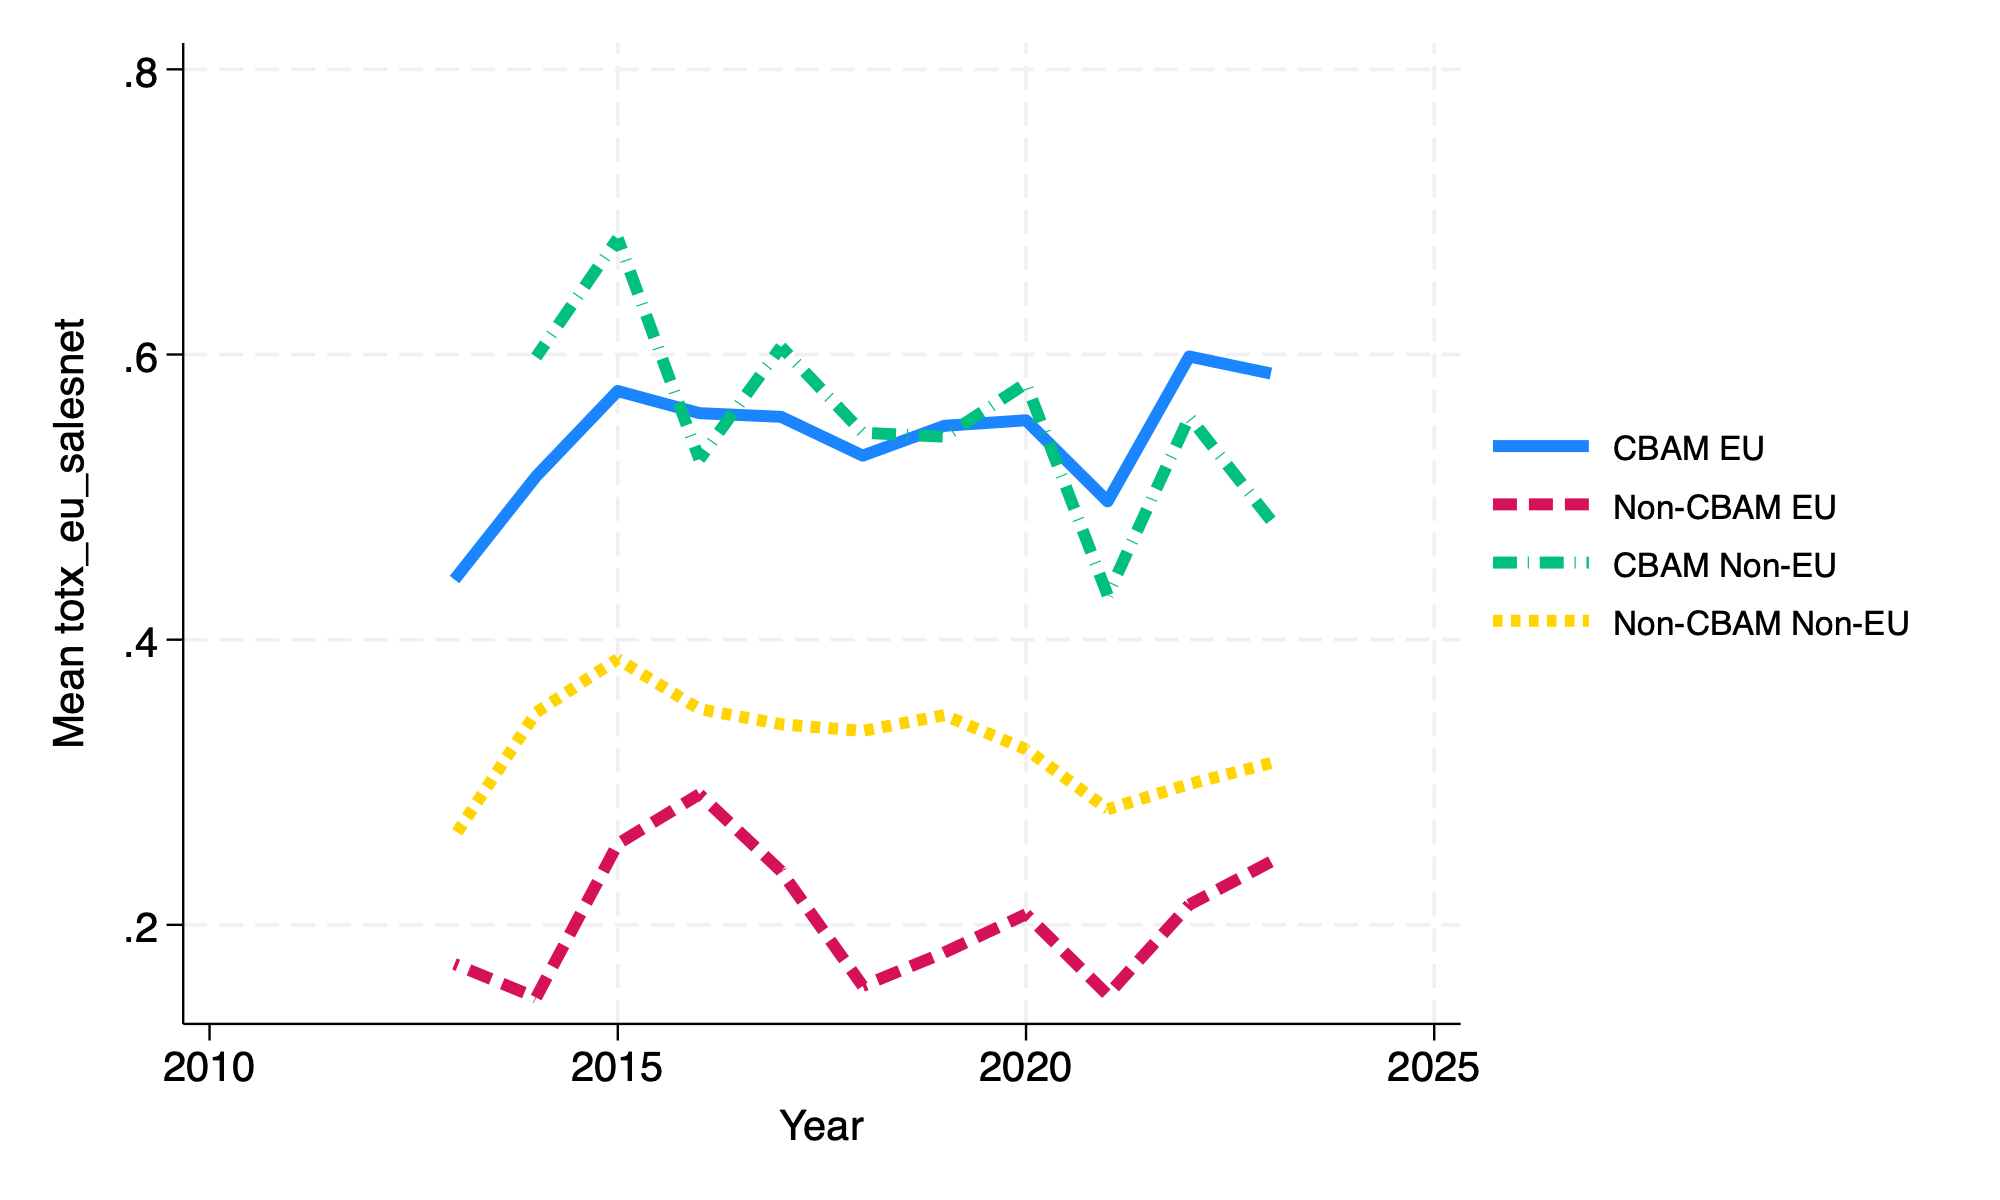 .8
.6
.4
.2
Mean totx_eu_salesnet
2010
2015
2020
2025
Year
CBAM EU
Non-CBAM EU
CBAM Non-EU
Non-CBAM Non-EU